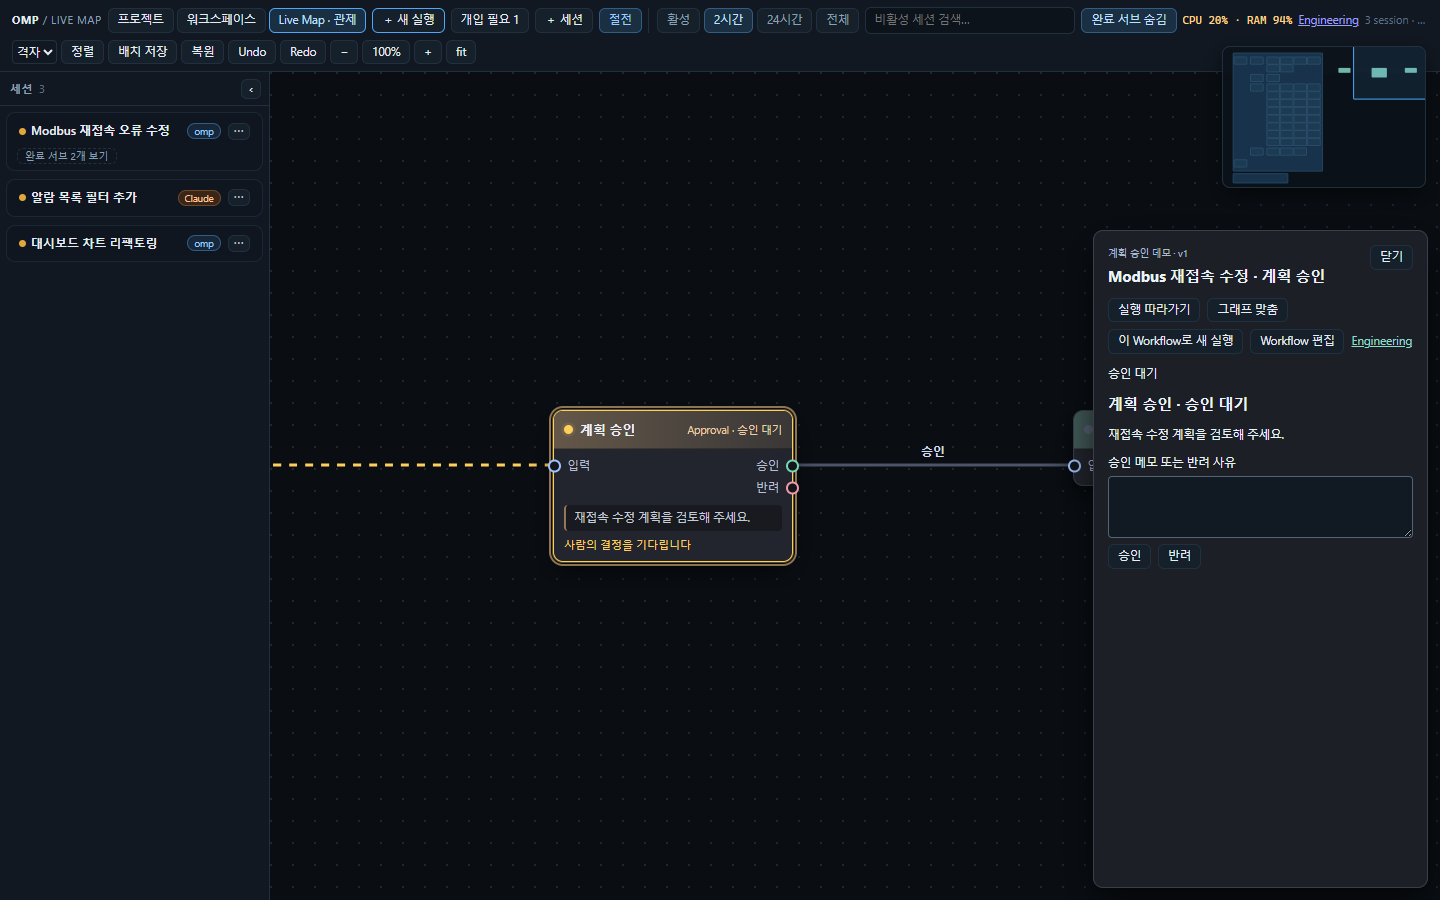 OMP / LIVE MAP 프로젝트 워크스페이스 Live Map · 관제 + 새 실행 개입 필요 1 + 세션 절전 활성 2시간 24시간 전체 비활성 세션 검색... 완료 서브 숨김 CPU 20% · RAM 94% Engineering 3 session · ...
격자 정렬 배치 저장 복원 Undo Redo − 100% + fit
세션 3 ‹
Modbus 재접속 오류 수정 omp ···
완료 서브 2개 보기
알람 목록 필터 추가 Claude ···
대시보드 차트 리팩토링 omp ···
계획 승인 Approval · 승인 대기
입력 승인
반려
재접속 수정 계획을 검토해 주세요.
사람의 결정을 기다립니다
승인
계획 승인 데모 · v1
닫기
Modbus 재접속 수정 · 계획 승인
실행 따라가기 그래프 맞춤
이 Workflow로 새 실행 Workflow 편집 Engineering
승인 대기
계획 승인 · 승인 대기
재접속 수정 계획을 검토해 주세요.
승인 메모 또는 반려 사유
승인 반려